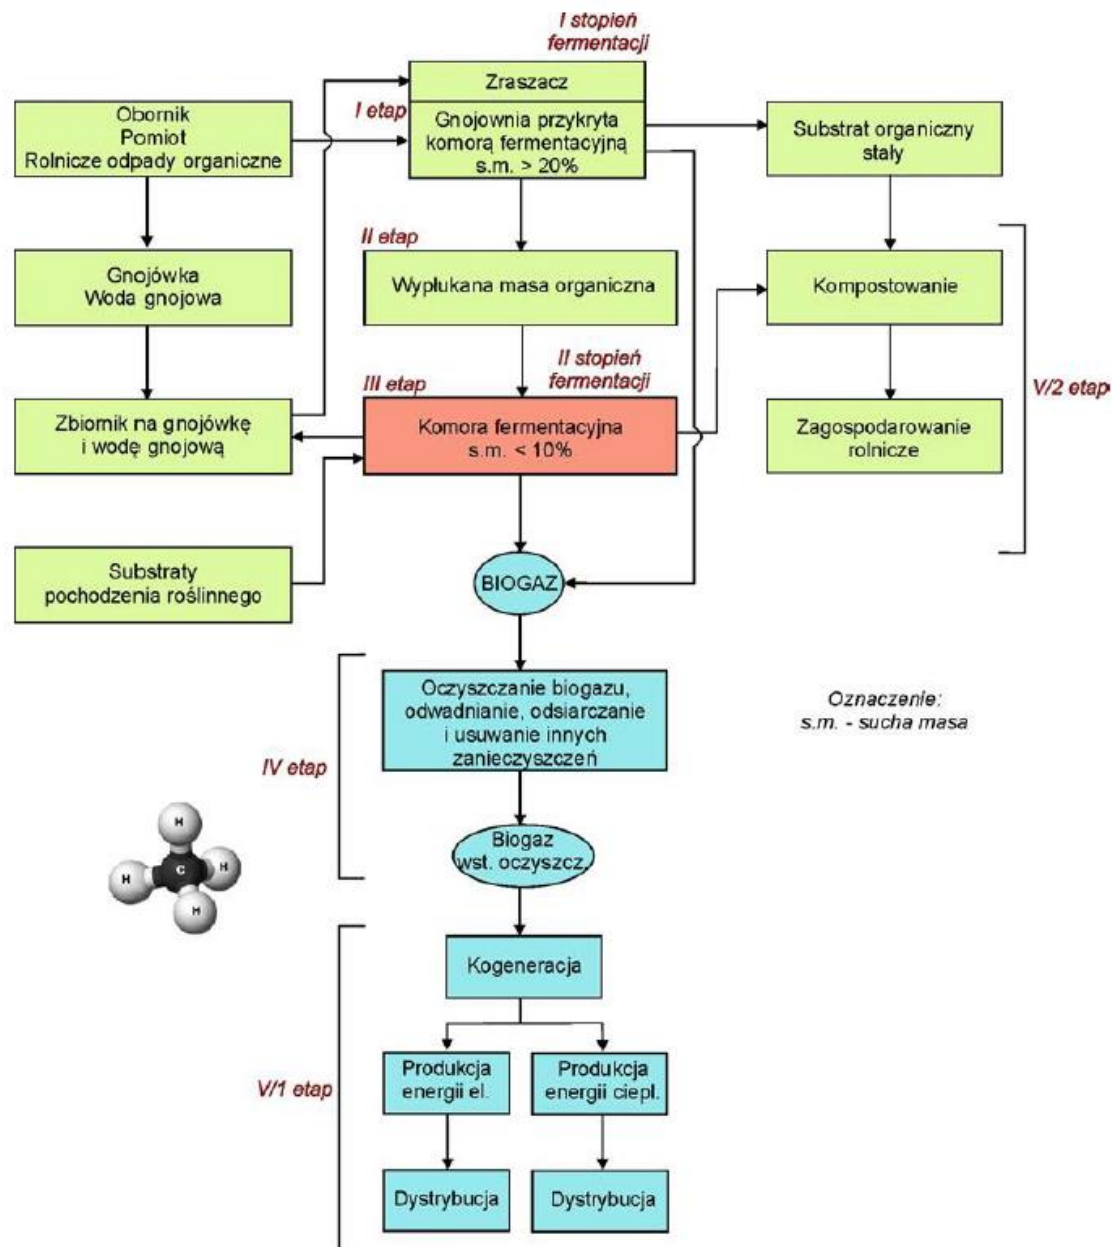 I stopień
fermentacji
Zraszacz
I etap
Obornik
Pomiot
Rolnicze odpady organiczne
Gnojownia przykryta
komorą fermentacyjną
s.m. > 20%
Substrat organiczny
stały
II etap
Gnojówka
Woda gnojowa
Wypłukana masa organiczna
Kompostowanie
II stopień
fermentacji
III etap
V/2 etap
Zbiornik na gnojówkę
i wodę gnojową
Komora fermentacyjna
s.m. < 10%
Zagospodarowanie
rolnicze
Substraty
pochodzenia roślinnego
BIOGAZ
Oczyszczanie biogazu,
odwadnianie, odsiarczanie
i usuwanie innych
zanieczyszczeń
Oznaczenie:
s.m. - sucha masa
IV etap
Biogaz
wst. oczyszcz.
H
H
C
H
H
Kogeneracja
V/1 etap
Produkcja
energii el.
Produkcja
energii ciepl.
Dystrybucja
Dystrybucja